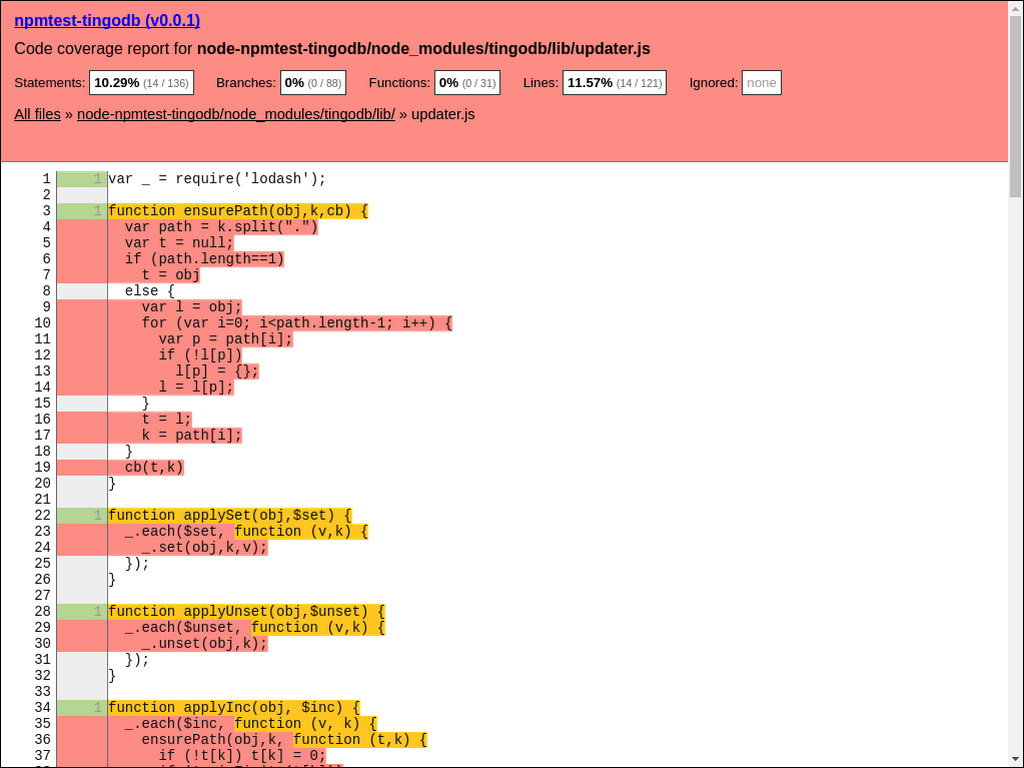 npmtest-tingodb (v0.0.1)
Code coverage report for node-npmtest-tingodb/node_modules/tingodb/lib/updater.js
Statements: 10.29% (14 / 136) Branches: 0% (0 / 88) Functions: 0% (0 / 31) Lines: 11.57% (14 / 121) Ignored: none
All files » node-npmtest-tingodb/node_modules/tingodb/lib/ » updater.js
1 1 var _ = require('lodash');
2
3 1 function ensurePath(obj,k,cb) {
4 var path = k.split(".")
5 var t = null;
6 if (path.length==1)
7 t = obj
8 else {
9 var l = obj;
10 for (var i=0; i<path.length-1; i++) {
11 var p = path[i];
12 if (!l[p])
13 l[p] = {};
14 l = l[p];
15 }
16 t = l;
17 k = path[i];
18 }
19 cb(t,k)
20 }
21
22 1 function applySet(obj,$set) {
23 _.each($set, function (v,k) {
24 _.set(obj,k,v);
25 });
26 }
27
28 1 function applyUnset(obj,$unset) {
29 _.each($unset, function (v,k) {
30 _.unset(obj,k);
31 });
32 }
33
34 1 function applyInc(obj, $inc) {
35 _.each($inc, function (v, k) {
36 ensurePath(obj,k, function (t,k) {
37 if (!t[k]) t[k] = 0;